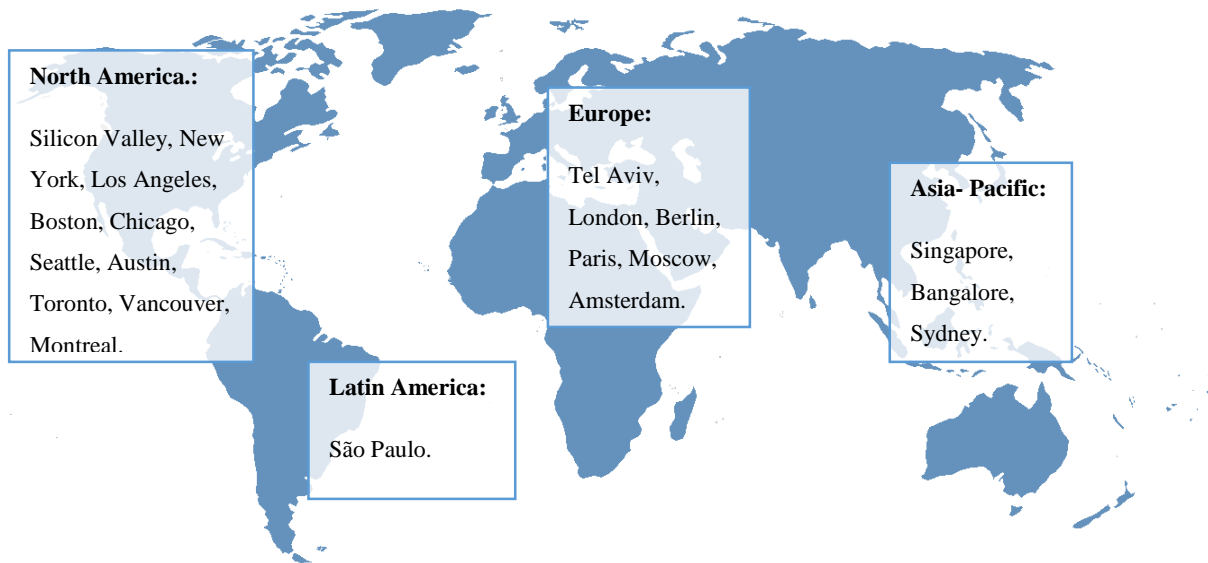 North America.:
Silicon Valley, New
York, Los Angeles,
Boston, Chicago,
Seattle, Austin,
Toronto, Vancouver,
Montreal.
Europe:
Tel Aviv,
London, Berlin,
Paris, Moscow,
Amsterdam.
Asia- Pacific:
Singapore,
Bangalore,
Sydney.
Latin America:
São Paulo.